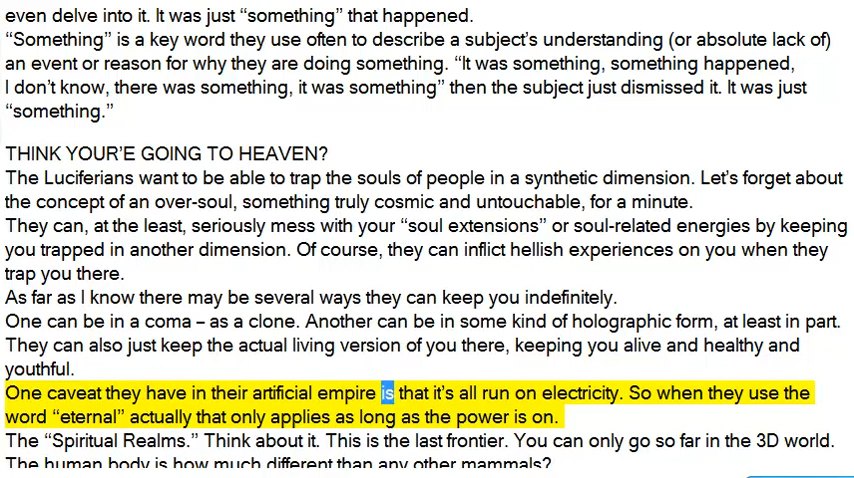 even delve into it. It was just “something” that happened.
“Something” is a key word they use often to describe a subject’s understanding (or absolute lack of)
an event or reason for why they are doing something. “It was something, something happened,
I don’t know, there was something, it was something” then the subject just dismissed it. It was just
“something.”
THINK YOUR’E GOING TO HEAVEN?
The Luciferians want to be able to trap the souls of people in a synthetic dimension. Let’s forget about
the concept of an over-soul, something truly cosmic and untouchable, for a minute.
They can, at the least, seriously mess with your “soul extensions” or soul-related energies by keeping
you trapped in another dimension. Of course, they can inflict hellish experiences on you when they
trap you there.
As far as I know there may be several ways they can keep you indefinitely.
One can be in a coma – as a clone. Another can be in some kind of holographic form, at least in part.
They can also just keep the actual living version of you there, keeping you alive and healthy and
youthful.
One caveat they have in their artificial empire is that it’s all run on electricity. So when they use the
word “eternal” actually that only applies as long as the power is on.
The “Spiritual Realms.” Think about it. This is the last frontier. You can only go so far in the 3D world.
The human body is how much different than any other mammals?